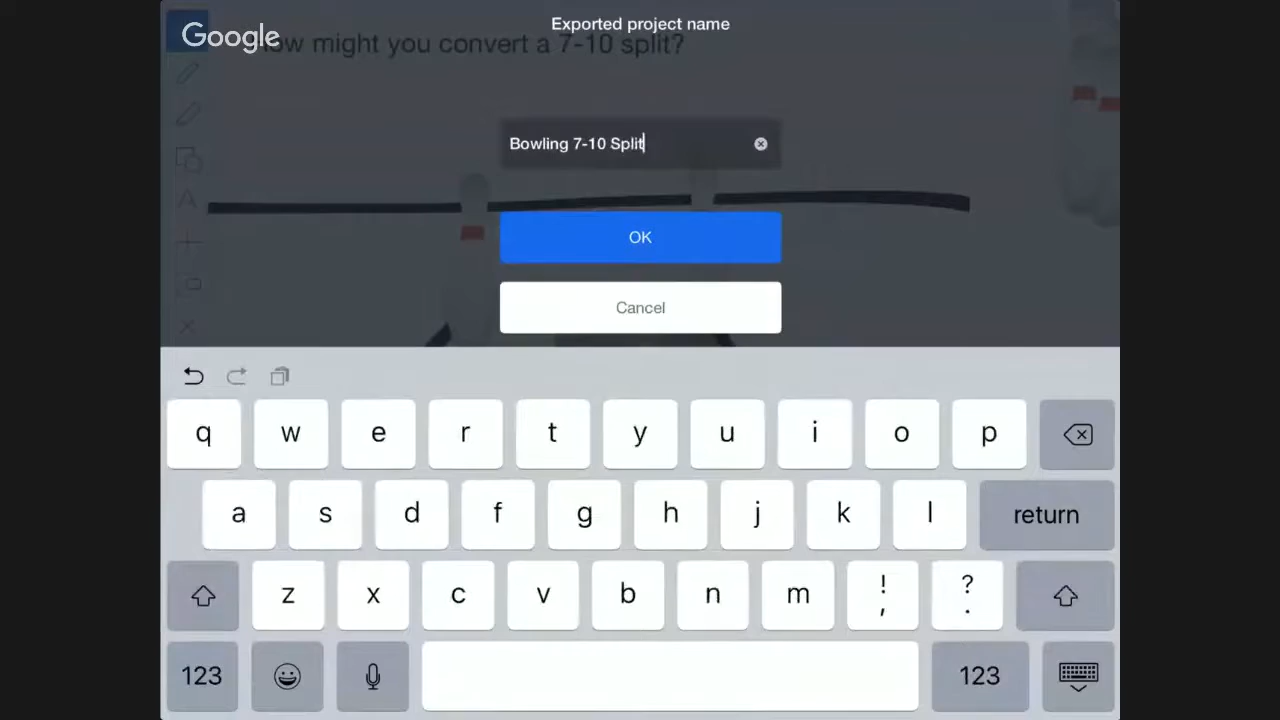 Exported project name
Google
How might you convert a 7-10 split?
Bowling 7-10 Split
OK
Cancel
q w e r t y u i o p
a s d f g h j k l return
z x c v b n m ! , ? .
123 123